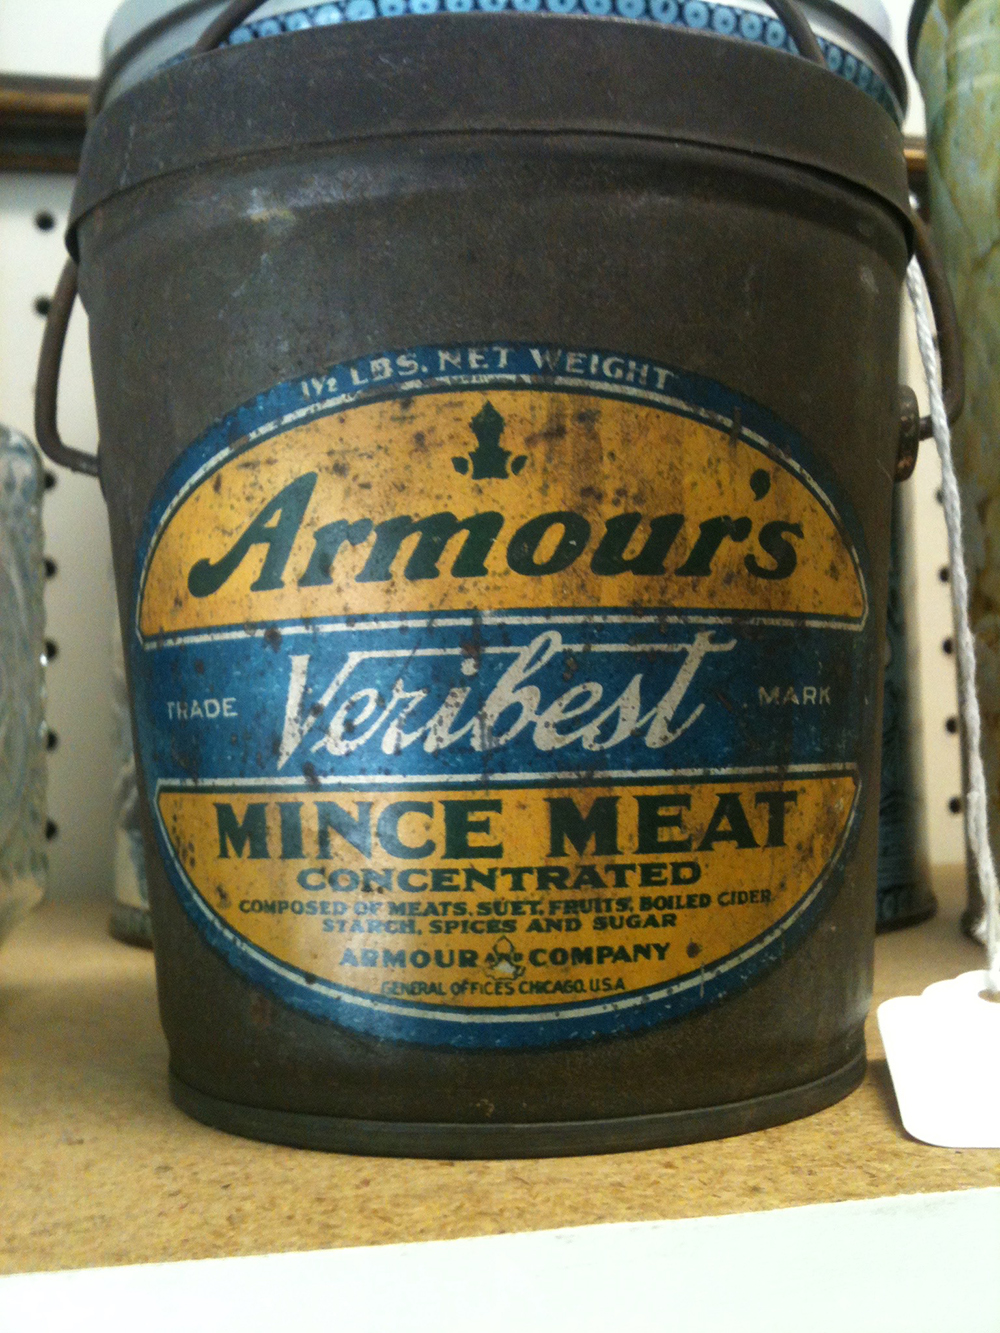 1½ LBS. NET WEIGHT
Armour's
TRADE Veribest MARK
MINCE MEAT
CONCENTRATED
COMPOSED OF MEATS, SUET, FRUITS, BOILED CIDER
STARCH, SPICES AND SUGAR
ARMOUR AND COMPANY
GENERAL OFFICES CHICAGO, U.S.A